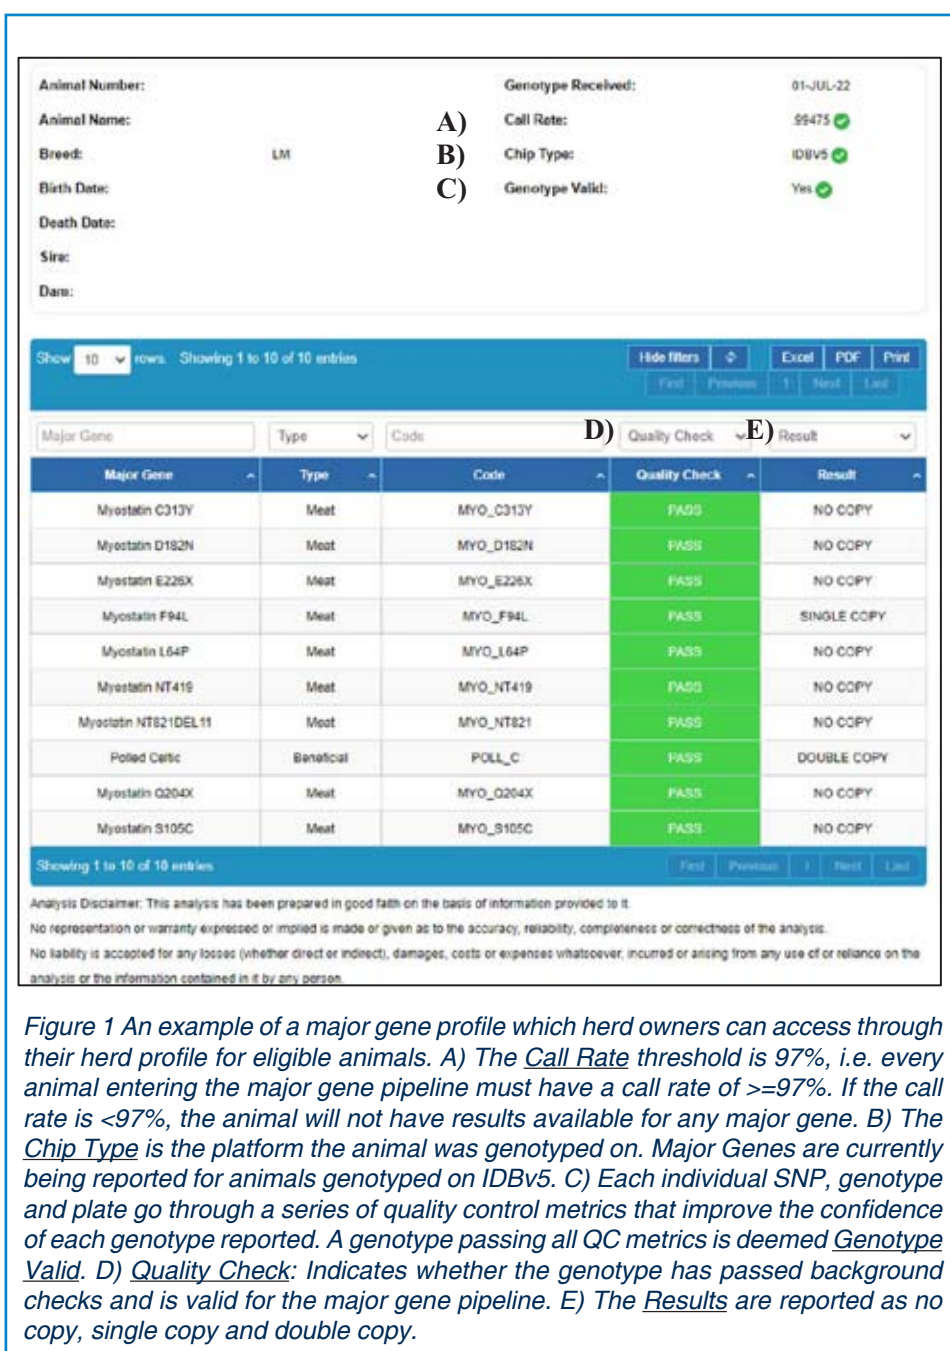 Animal Number: Genotype Received: 01-JUL-22
Animal Name: A) Call Rate: .99475
Breed: LM B) Chip Type: IDBV5
Birth Date: C) Genotype Valid: Yes
Death Date:
Sire:
Dam:
Show 10 rows. Showing 1 to 10 of 10 entries Hide filters Excel PDF Print
First Previous 1 Next Last
Major Gene Type Code D) Quality Check E) Result
Major Gene Type Code Quality Check Result
Myostatin C313Y Meat MYO_C313Y PASS NO COPY
Myostatin D182N Meat MYO_D182N PASS NO COPY
Myostatin E226X Meat MYO_E226X PASS NO COPY
Myostatin F94L Meat MYO_F94L PASS SINGLE COPY
Myostatin L64P Meat MYO_L64P PASS NO COPY
Myostatin NT419 Meat MYO_NT419 PASS NO COPY
Myostatin NT821DEL11 Meat MYO_NT821 PASS NO COPY
Polled Celtic Beneficial POLL_C PASS DOUBLE COPY
Myostatin Q204X Meat MYO_Q204X PASS NO COPY
Myostatin S105C Meat MYO_S105C PASS NO COPY
Showing 1 to 10 of 10 entries First Previous 1 Next Last
Analysis Disclaimer: This analysis has been prepared in good faith on the basis of information provided to it.
No representation or warranty expressed or implied is made or given as to the accuracy, reliability, completeness or correctness of the analysis.
No liability is accepted for any losses (whether direct or indirect), damages, costs or expenses whatsoever, incurred or arising from any use of or reliance on the
analysis or the information contained in it by any person.
Figure 1 An example of a major gene profile which herd owners can access through
their herd profile for eligible animals. A) The Call Rate threshold is 97%, i.e. every
animal entering the major gene pipeline must have a call rate of >=97%. If the call
rate is <97%, the animal will not have results available for any major gene. B) The
Chip Type is the platform the animal was genotyped on. Major Genes are currently
being reported for animals genotyped on IDBv5. C) Each individual SNP, genotype
and plate go through a series of quality control metrics that improve the confidence
of each genotype reported. A genotype passing all QC metrics is deemed Genotype
Valid. D) Quality Check: Indicates whether the genotype has passed background
checks and is valid for the major gene pipeline. E) The Results are reported as no
copy, single copy and double copy.